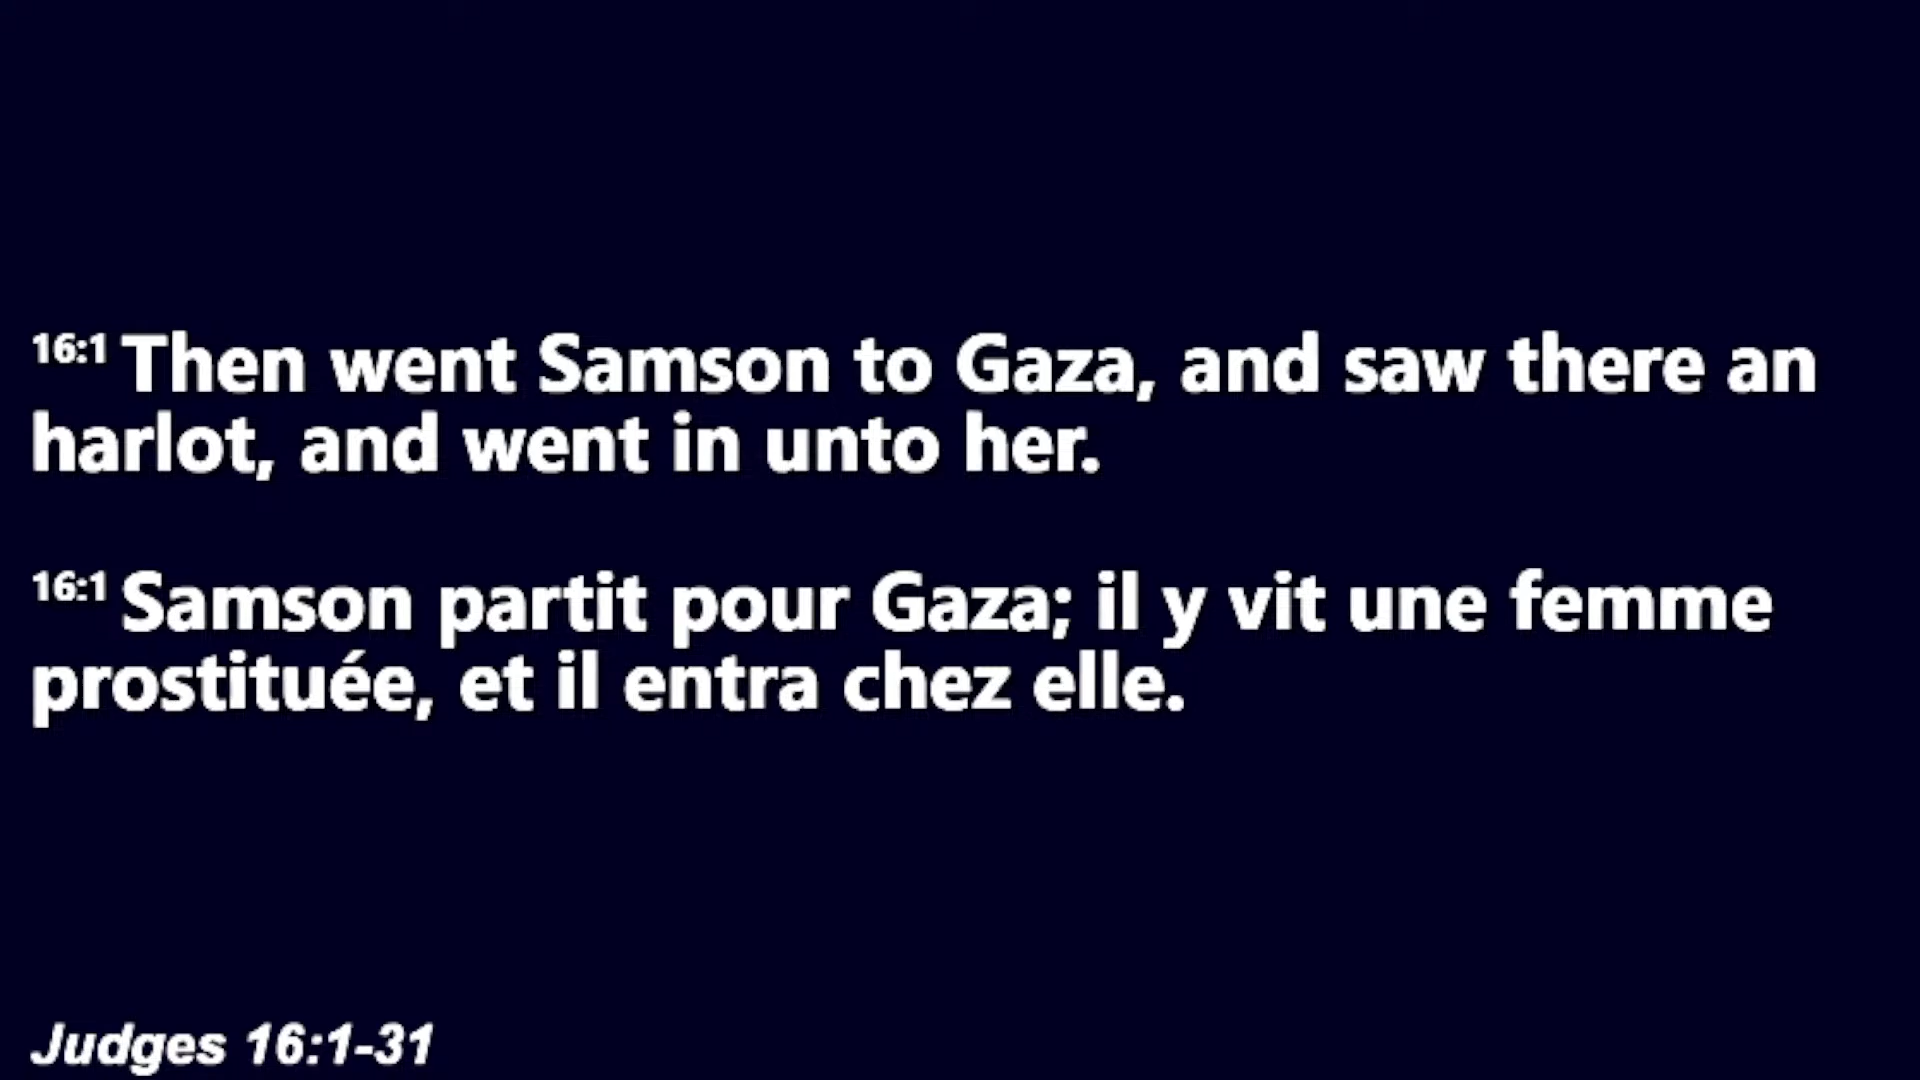 16:1 Then went Samson to Gaza, and saw there an
harlot, and went in unto her.
16:1 Samson partit pour Gaza; il y vit une femme
prostituée, et il entra chez elle.
Judges 16:1-31